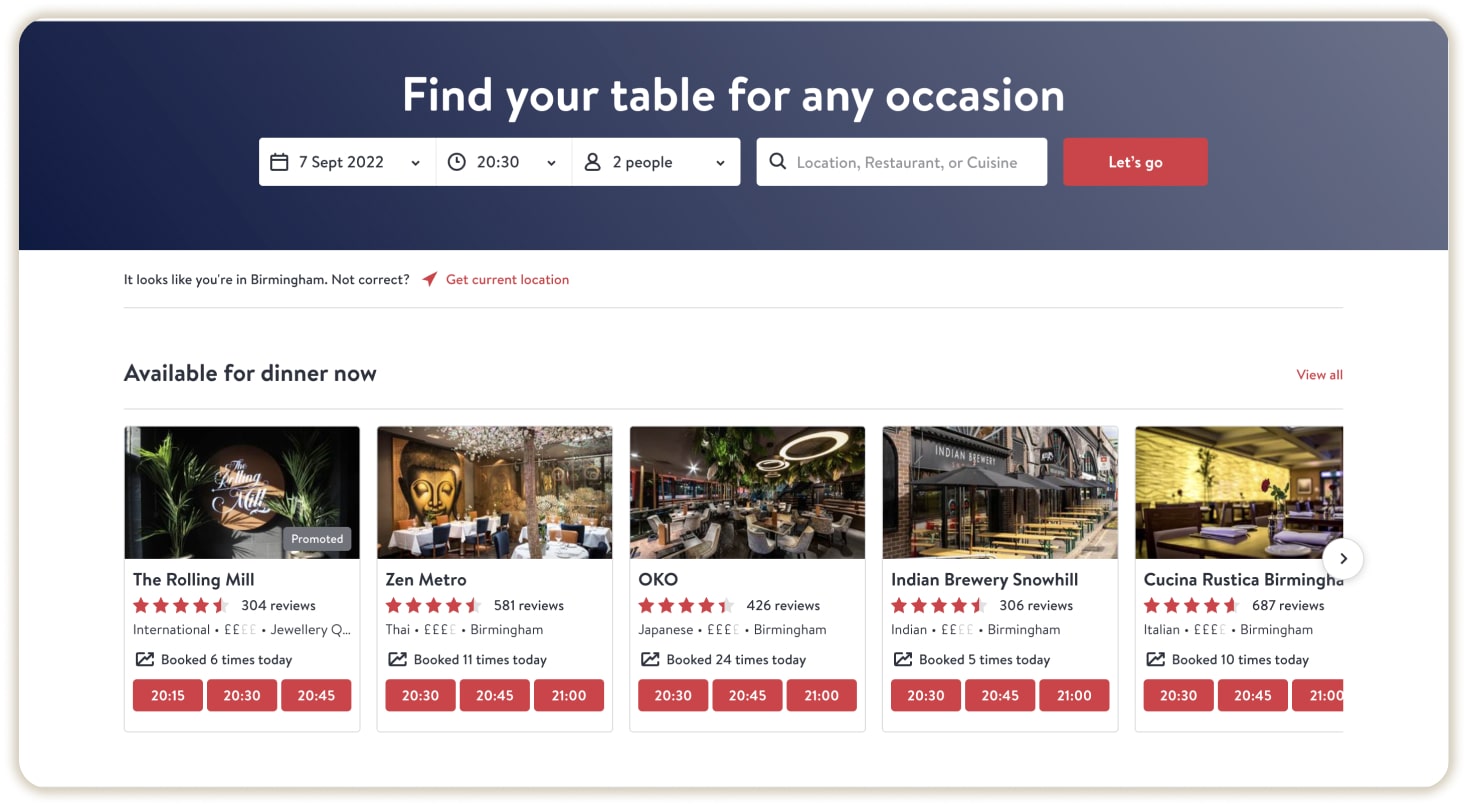 Find your table for any occasion
7 Sept 2022 20:30 2 people Location, Restaurant, or Cuisine Let's go
It looks like you're in Birmingham. Not correct? Get current location
Available for dinner now View all
The Rolling Mill
INDIAN BREWERY
Promoted
The Rolling Mill
304 reviews
International • ££££ • Jewellery Q...
Booked 6 times today
20:15 20:30 20:45
Zen Metro
581 reviews
Thai • ££££ • Birmingham
Booked 11 times today
20:30 20:45 21:00
OKO
426 reviews
Japanese • ££££ • Birmingham
Booked 24 times today
20:30 20:45 21:00
Indian Brewery Snowhill
306 reviews
Indian • ££££ • Birmingham
Booked 5 times today
20:30 20:45 21:00
Cucina Rustica Birmingha
687 reviews
Italian • ££££ • Birmingham
Booked 10 times today
20:30 20:45 21:00